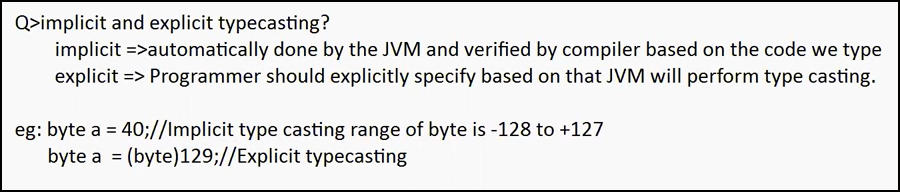 Q>implicit and explicit typecasting?
implicit =>automatically done by the JVM and verified by compiler based on the code we type
explicit => Programmer should explicitly specify based on that JVM will perform type casting.
eg: byte a = 40;//Implicit type casting range of byte is -128 to +127
byte a  = (byte)129;//Explicit typecasting